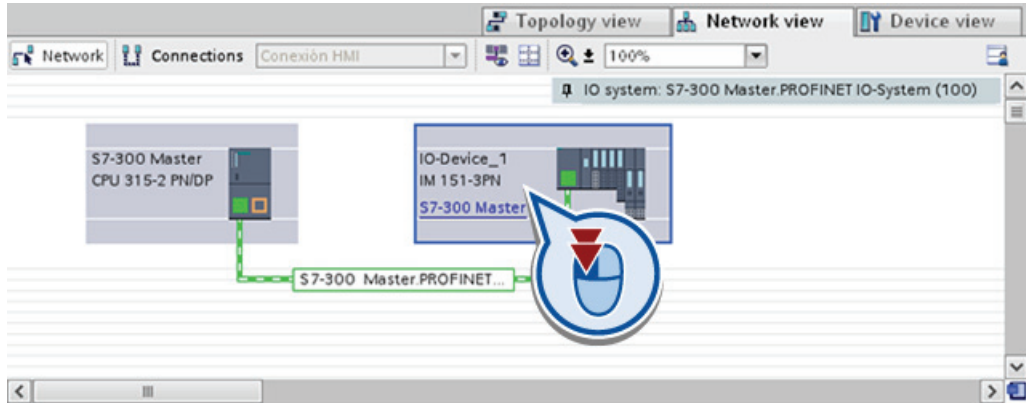 Topology view
Network view
Device view
Network
Connections
Conexión HMI
100%
IO system: S7-300 Master.PROFINET IO-System (100)
S7-300 Master
CPU 315-2 PN/DP
IO-Device_1
IM 151-3PN
S7-300 Master
S7-300 Master.PROFINET...